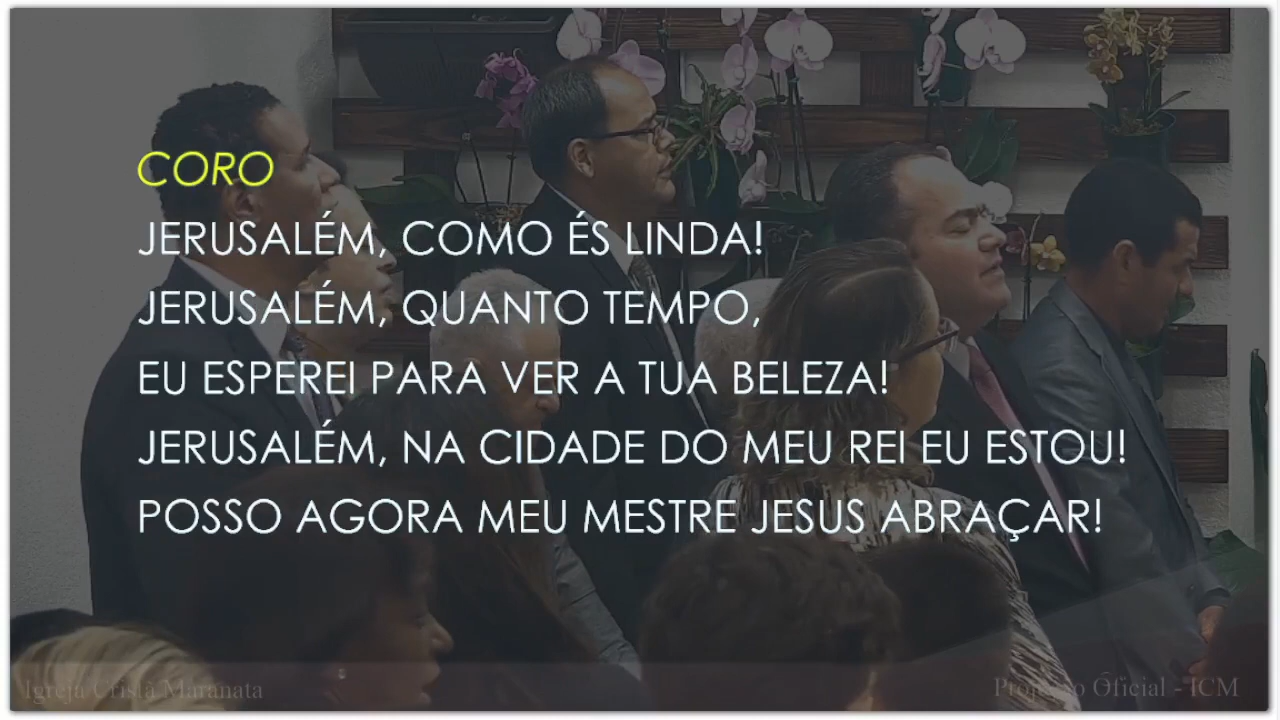 CORO
JERUSALÉM, COMO ÉS LINDA!
JERUSALÉM, QUANTO TEMPO,
EU ESPEREI PARA VER A TUA BELEZA!
JERUSALÉM, NA CIDADE DO MEU REI EU ESTOU!
POSSO AGORA MEU MESTRE JESUS ABRAÇAR!
Igreja Cristã Maranata
Projeção Oficial - ICM